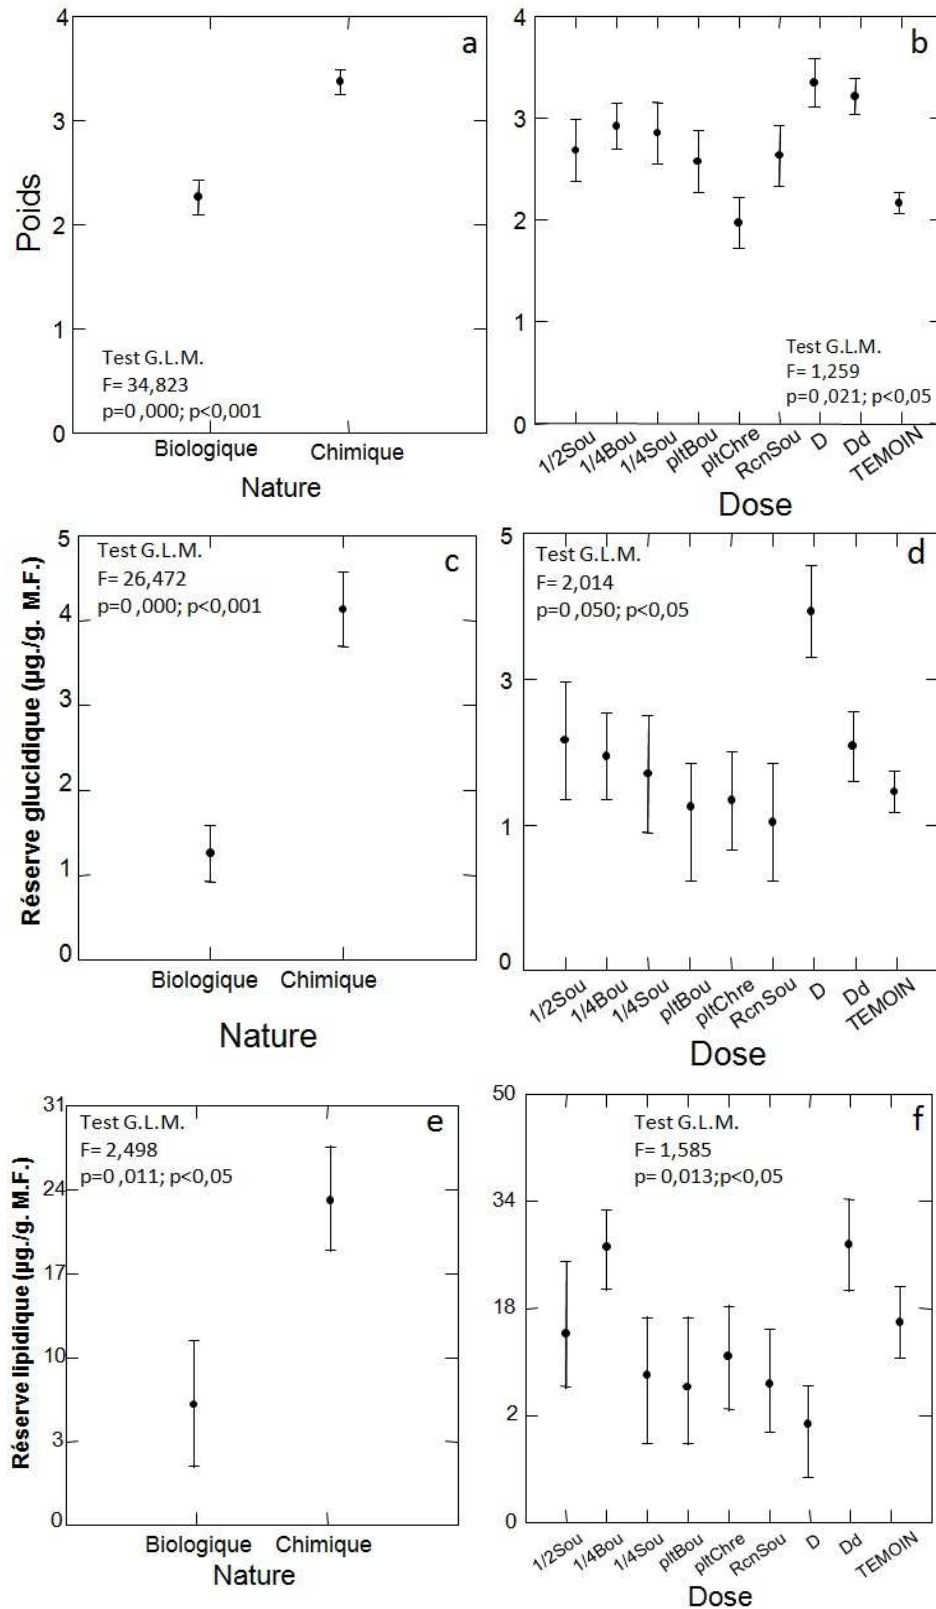 a
4
3
2
1
0
Poids
Test G.L.M.
F= 34,823
p=0 ,000; p<0,001
Biologique
Chimique
Nature
b
4
3
2
1
0
Test G.L.M.
F= 1,259
p=0 ,021; p<0,05
1/2Sou
1/4Bou
1/4Sou
pltBou
pltChre
RcnSou
D
Dd
TEMOIN
Dose
c
5
4
3
2
1
0
Réserve glucidique (µg./g. M.F.)
Test G.L.M.
F= 26,472
p=0 ,000; p<0,001
Biologique
Chimique
Nature
d
5
3
1
0
Test G.L.M.
F= 2,014
p=0 ,050; p<0,05
1/2Sou
1/4Bou
1/4Sou
pltBou
pltChre
RcnSou
D
Dd
TEMOIN
Dose
e
31
24
17
10
3
0
Réserve lipidique (µg./g. M.F.)
Test G.L.M.
F= 2,498
p=0 ,011; p<0,05
Biologique
Chimique
Nature
f
50
34
18
2
0
Test G.L.M.
F= 1,585
p= 0,013;p<0,05
1/2Sou
1/4Bou
1/4Sou
pltBou
pltChre
RcnSou
D
Dd
TEMOIN
Dose